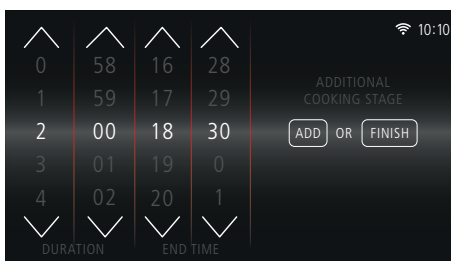 10:10
0 58 16 28
1 59 17 29
2 00 18 30
3 01 19 0
4 02 20 1
DURATION END TIME
ADDITIONAL
COOKING STAGE
ADD OR FINISH